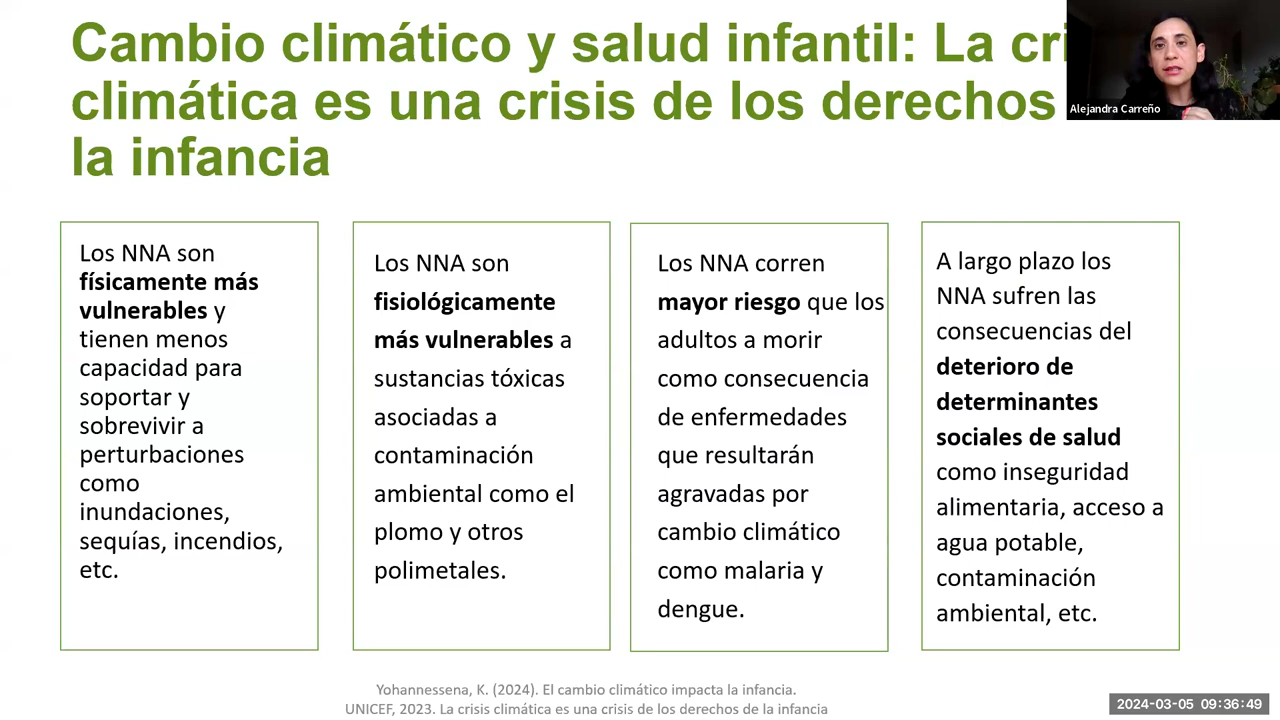 Cambio climático y salud infantil: La cri
climática es una crisis de los derechos
la infancia
Alejandra Carreño
Los NNA son
físicamente más
vulnerables y
tienen menos
capacidad para
soportar y
sobrevivir a
perturbaciones
como
inundaciones,
sequías, incendios,
etc.
Los NNA son
fisiológicamente
más vulnerables a
sustancias tóxicas
asociadas a
contaminación
ambiental como el
plomo y otros
polimetales.
Los NNA corren
mayor riesgo que los
adultos a morir
como consecuencia
de enfermedades
que resultarán
agravadas por
cambio climático
como malaria y
dengue.
A largo plazo los
NNA sufren las
consecuencias del
deterioro de
determinantes
sociales de salud
como inseguridad
alimentaria, acceso a
agua potable,
contaminación
ambiental, etc.
Yohannessena, K. (2024). El cambio climático impacta la infancia.
UNICEF, 2023. La crisis climática es una crisis de los derechos de la infancia
2024-03-05 09:36:49